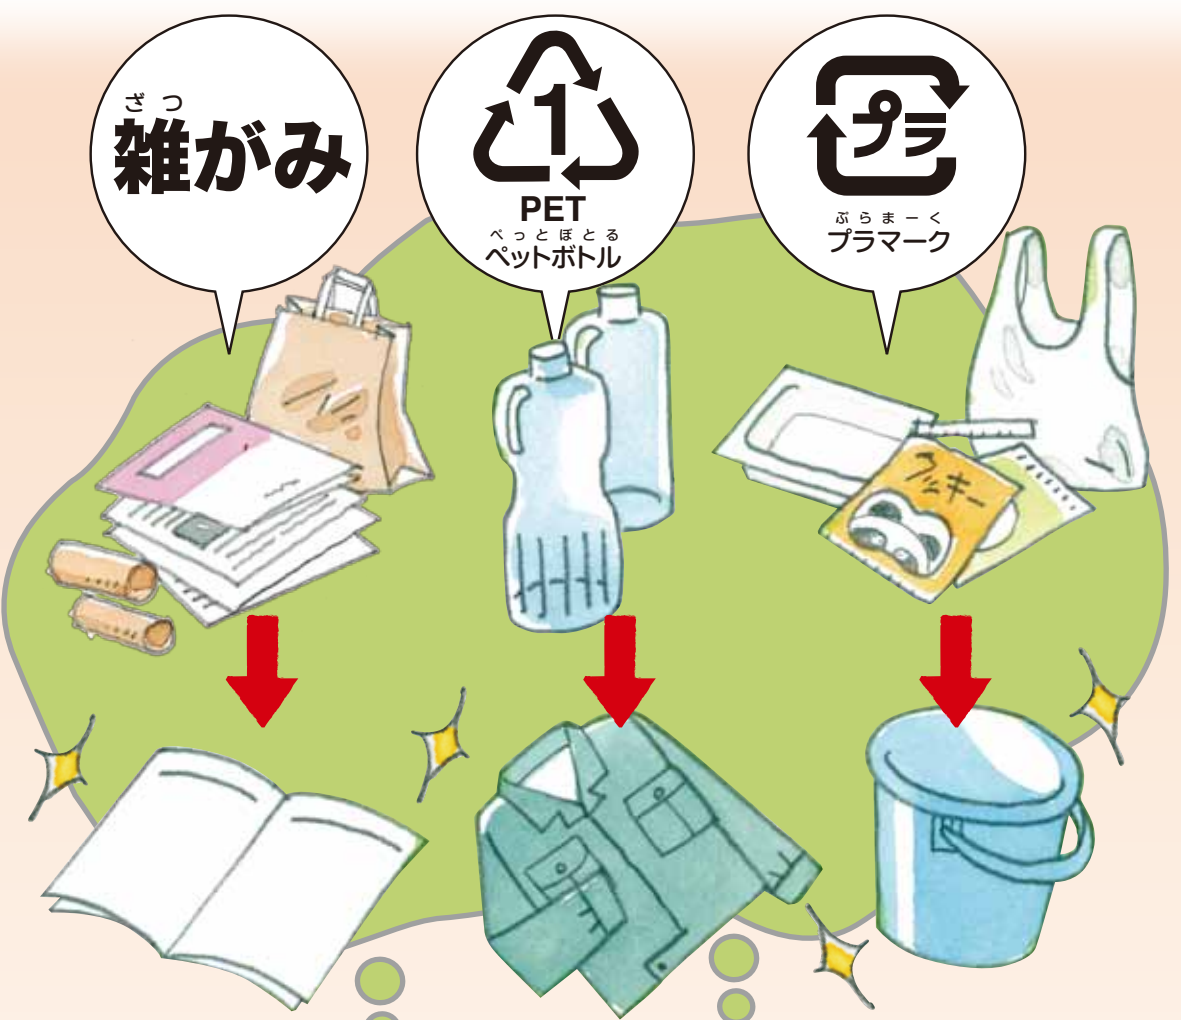 ざつ
雑がみ
1
PET
ぺっとぼとる
ペットボトル
プラ
ぷらまーく
プラマーク
クッキー